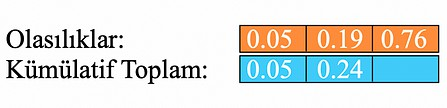 Olasılıklar: 0.05 0.19 0.76
Kümülatif Toplam: 0.05 0.24